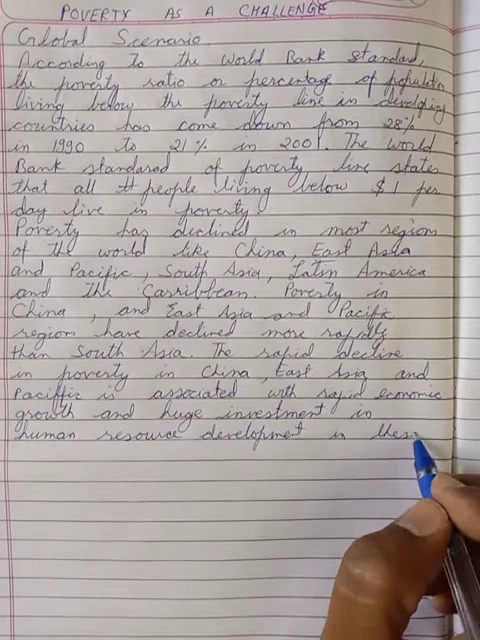 POVERTY AS A CHALLENGE
Global Scenario
According to the World Bank standard,
the poverty ratio or percentage of population
living below the poverty line in developing
countries has come down from 28%
in 1990 to 21% in 2001. The world
Bank standarad of poverty line states
that all people living below $1 per
day live in poverty.
Poverty has declined in most region
of the world like China, East Asia
and Pacific, South Asia, Latin America
and the Carribbean. Poverty in
China, and East Asia and Pacific
region have declined more rapidly
than South Asia. The rapid decline
in poverty in China, East Asia and
Paciffic is associated with rapid economic
growth and huge investment in
human resource development in thes